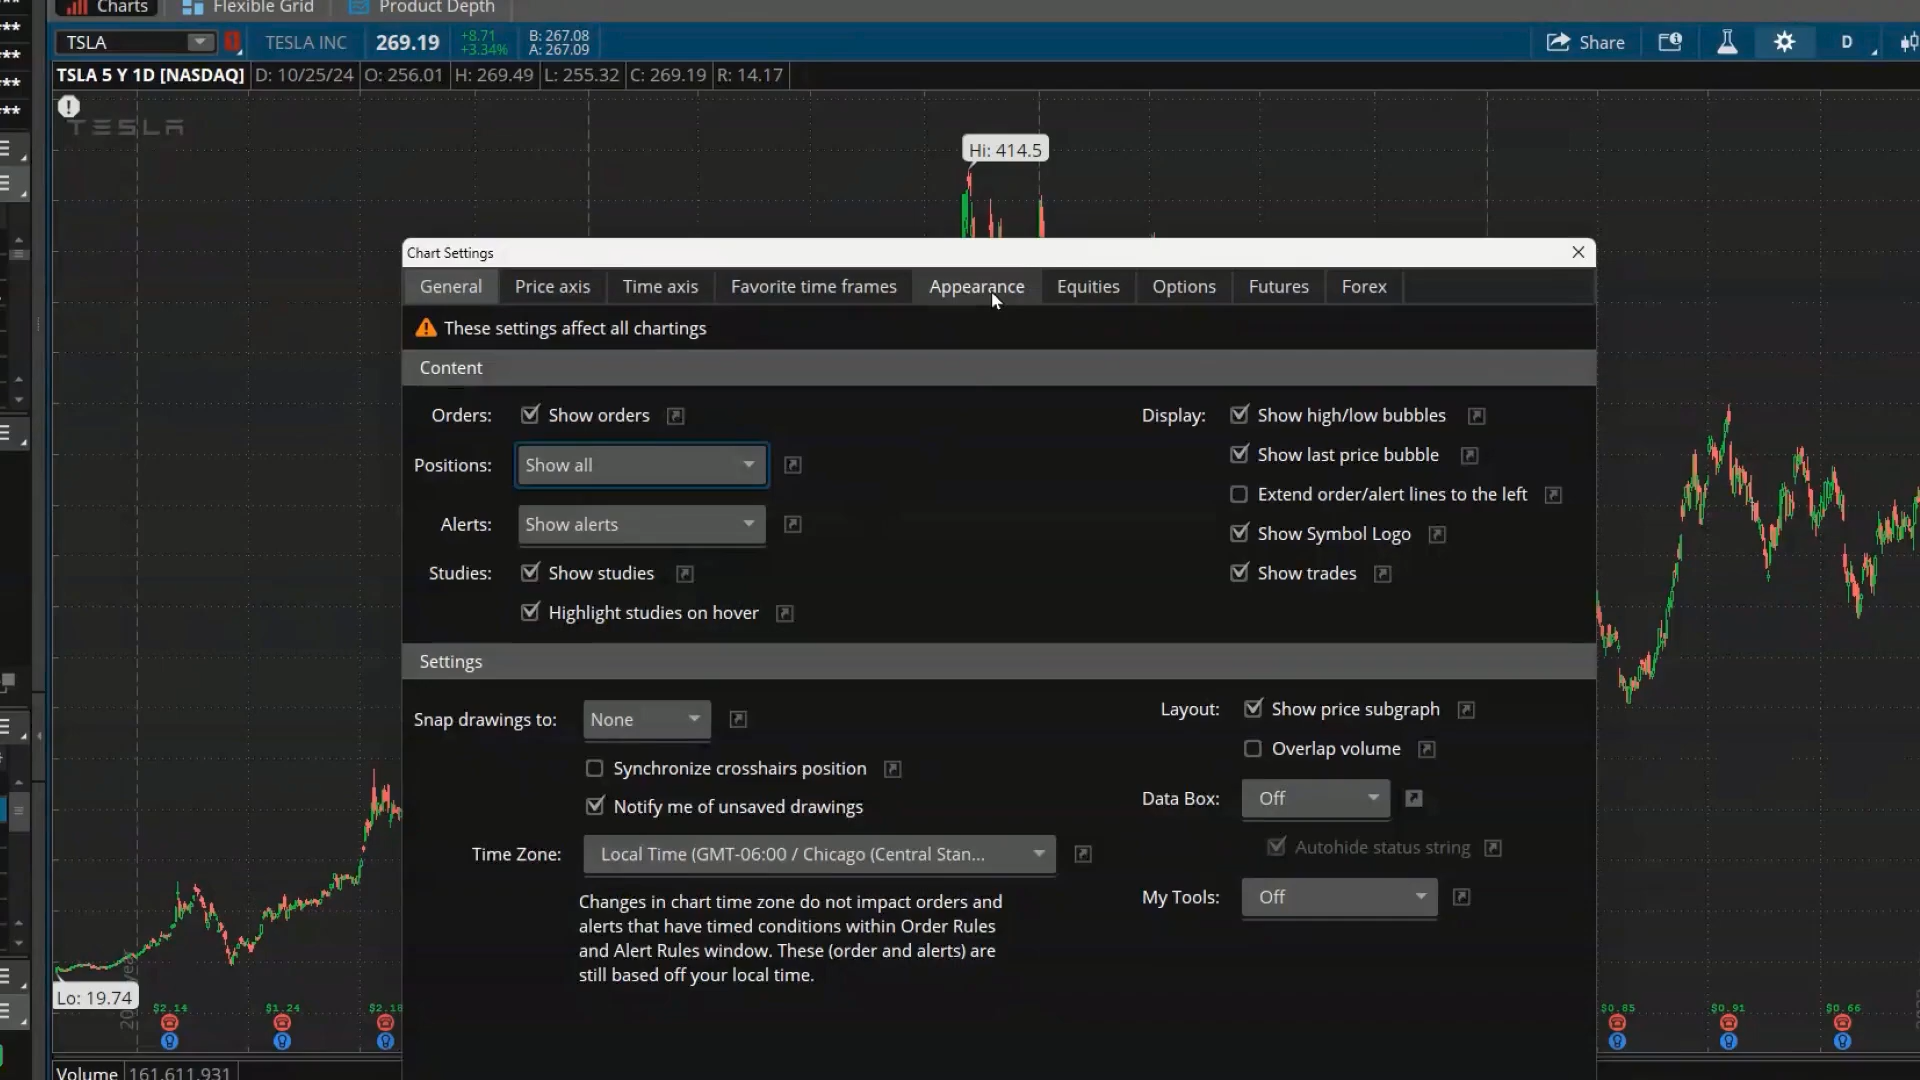 Charts Flexible Grid Product Depth
TSLA TESLA INC 269.19 +8.71 +3.34% B: 267.08 A: 267.09 Share D
TSLA 5 Y 1D [NASDAQ] D: 10/25/24 O: 256.01 H: 269.49 L: 255.32 C: 269.19 R: 14.17
TESLA
Hi: 414.5
Chart Settings
General Price axis Time axis Favorite time frames Appearance Equities Options Futures Forex
These settings affect all chartings
Content
Orders: Show orders Display: Show high/low bubbles
Show last price bubble
Positions: Show all
Extend order/alert lines to the left
Alerts: Show alerts Show Symbol Logo
Studies: Show studies Show trades
Highlight studies on hover
Settings
Snap drawings to: None Layout: Show price subgraph
Overlap volume
Synchronize crosshairs position
Notify me of unsaved drawings Data Box: Off
Time Zone: Local Time (GMT-06:00 / Chicago (Central Stan... Autohide status string
Changes in chart time zone do not impact orders and
alerts that have timed conditions within Order Rules
and Alert Rules window. These (order and alerts) are
still based off your local time.
My Tools: Off
Lo: 19.74
$2.14 $1.24 $2.18 $0.85 $0.91 $0.66
Volume 161,611,931